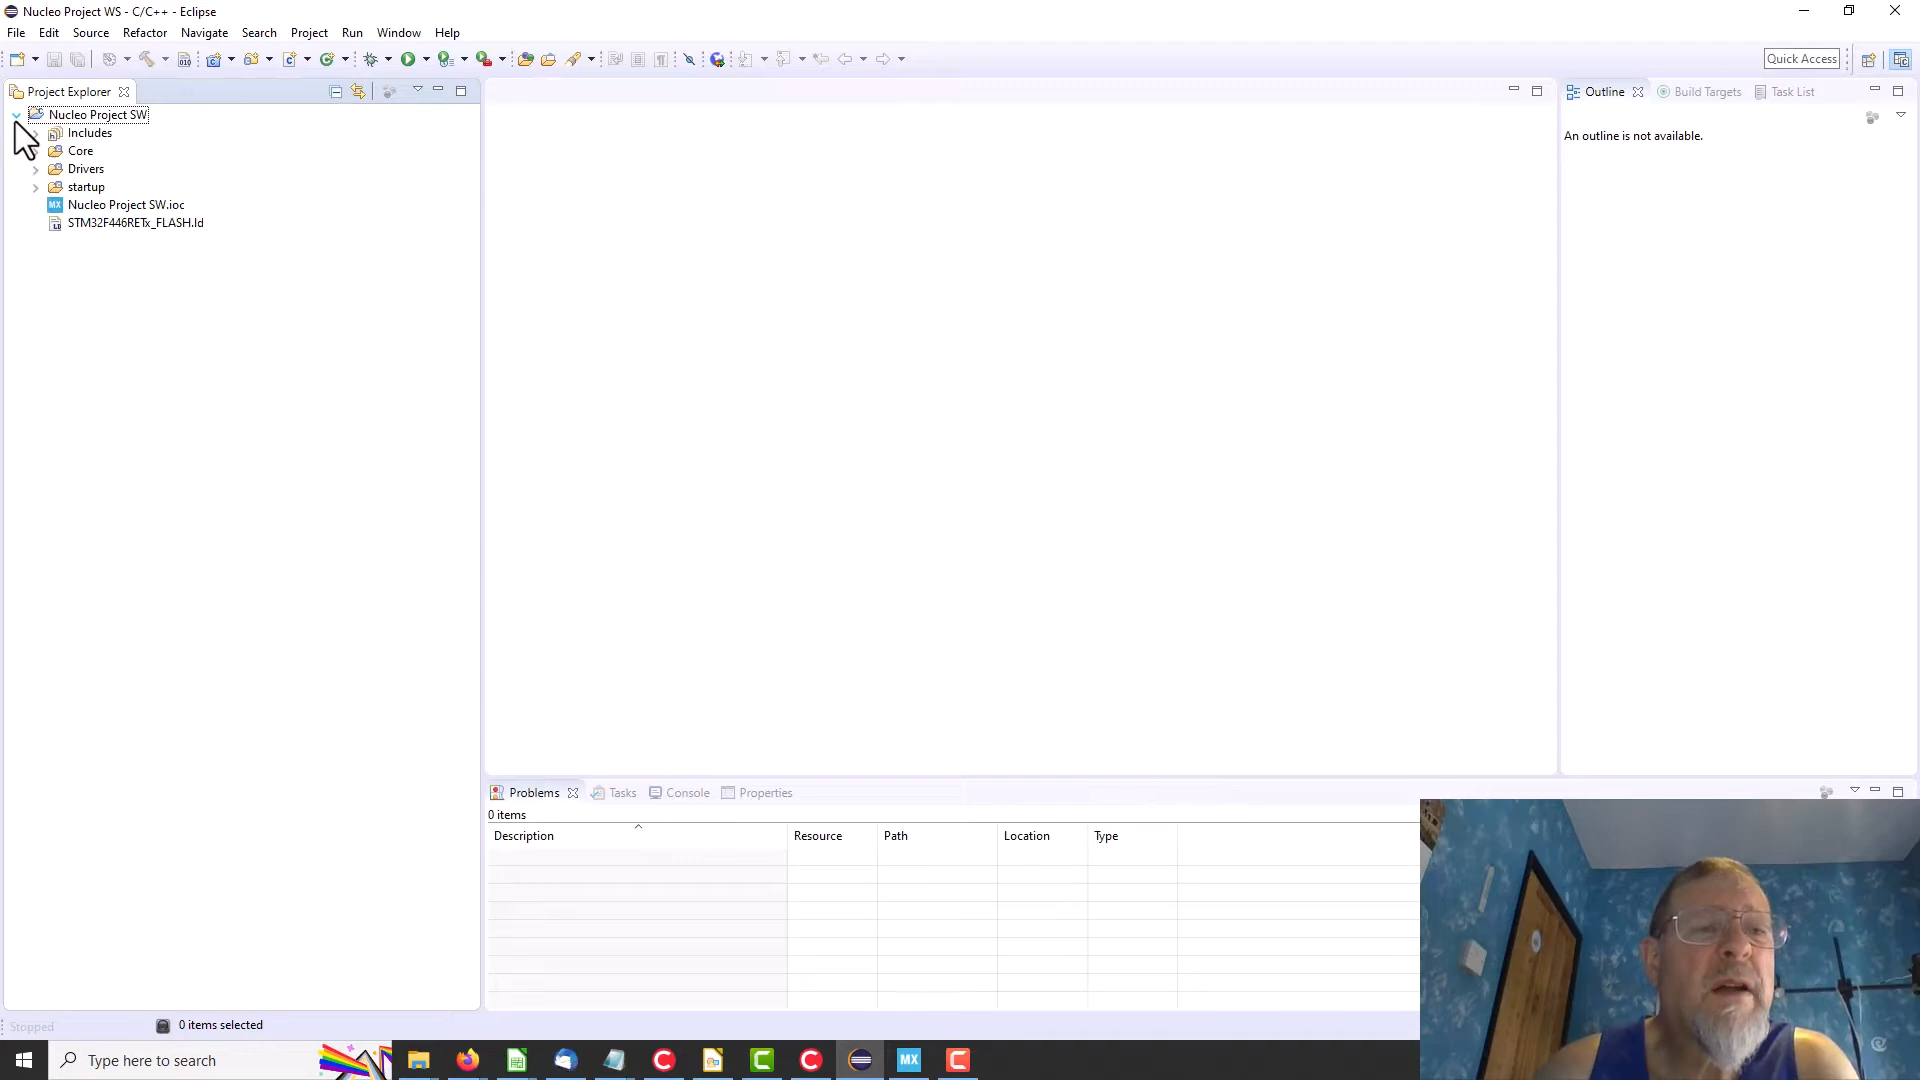 Nucleo Project WS - C/C++ - Eclipse
File Edit Source Refactor Navigate Search Project Run Window Help
Quick Access
Project Explorer
Nucleo Project SW
Includes
Core
Drivers
startup
MX Nucleo Project SW.ioc
STM32F446RETx_FLASH.ld
Outline Build Targets Task List
An outline is not available.
Problems Tasks Console Properties
0 items
Description Resource Path Location Type
Stopped 0 items selected
Type here to search
MX